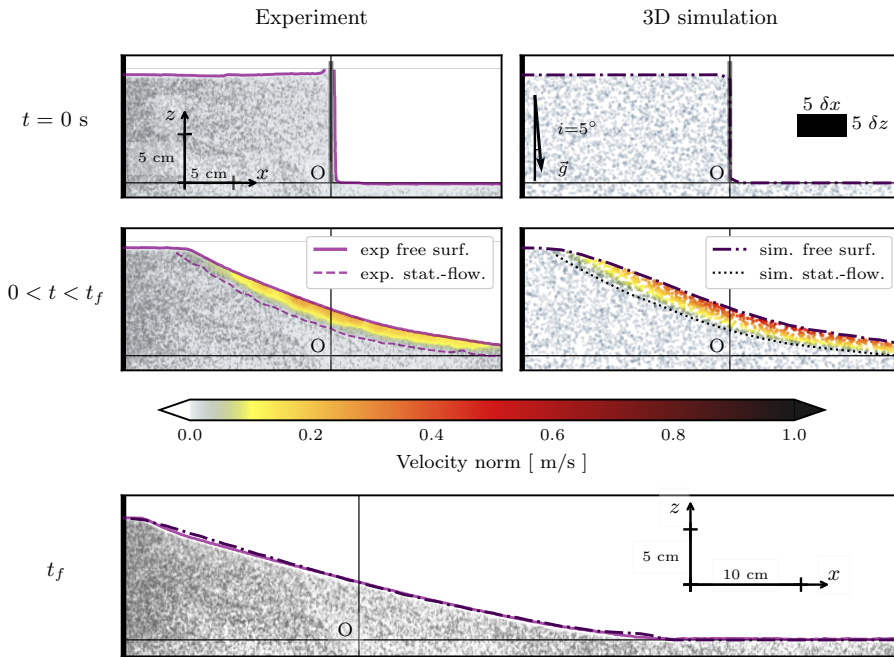 Experiment
3D simulation
t = 0 s
z
5 cm
5 cm
x
O
i=5°
g⃗
O
5 δx
5 δz
0 < t < t_f
exp free surf.
exp. stat.-flow.
O
sim. free surf.
sim. stat.-flow.
O
0.0 0.2 0.4 0.6 0.8 1.0
Velocity norm [ m/s ]
t_f
O
z
5 cm
10 cm
x